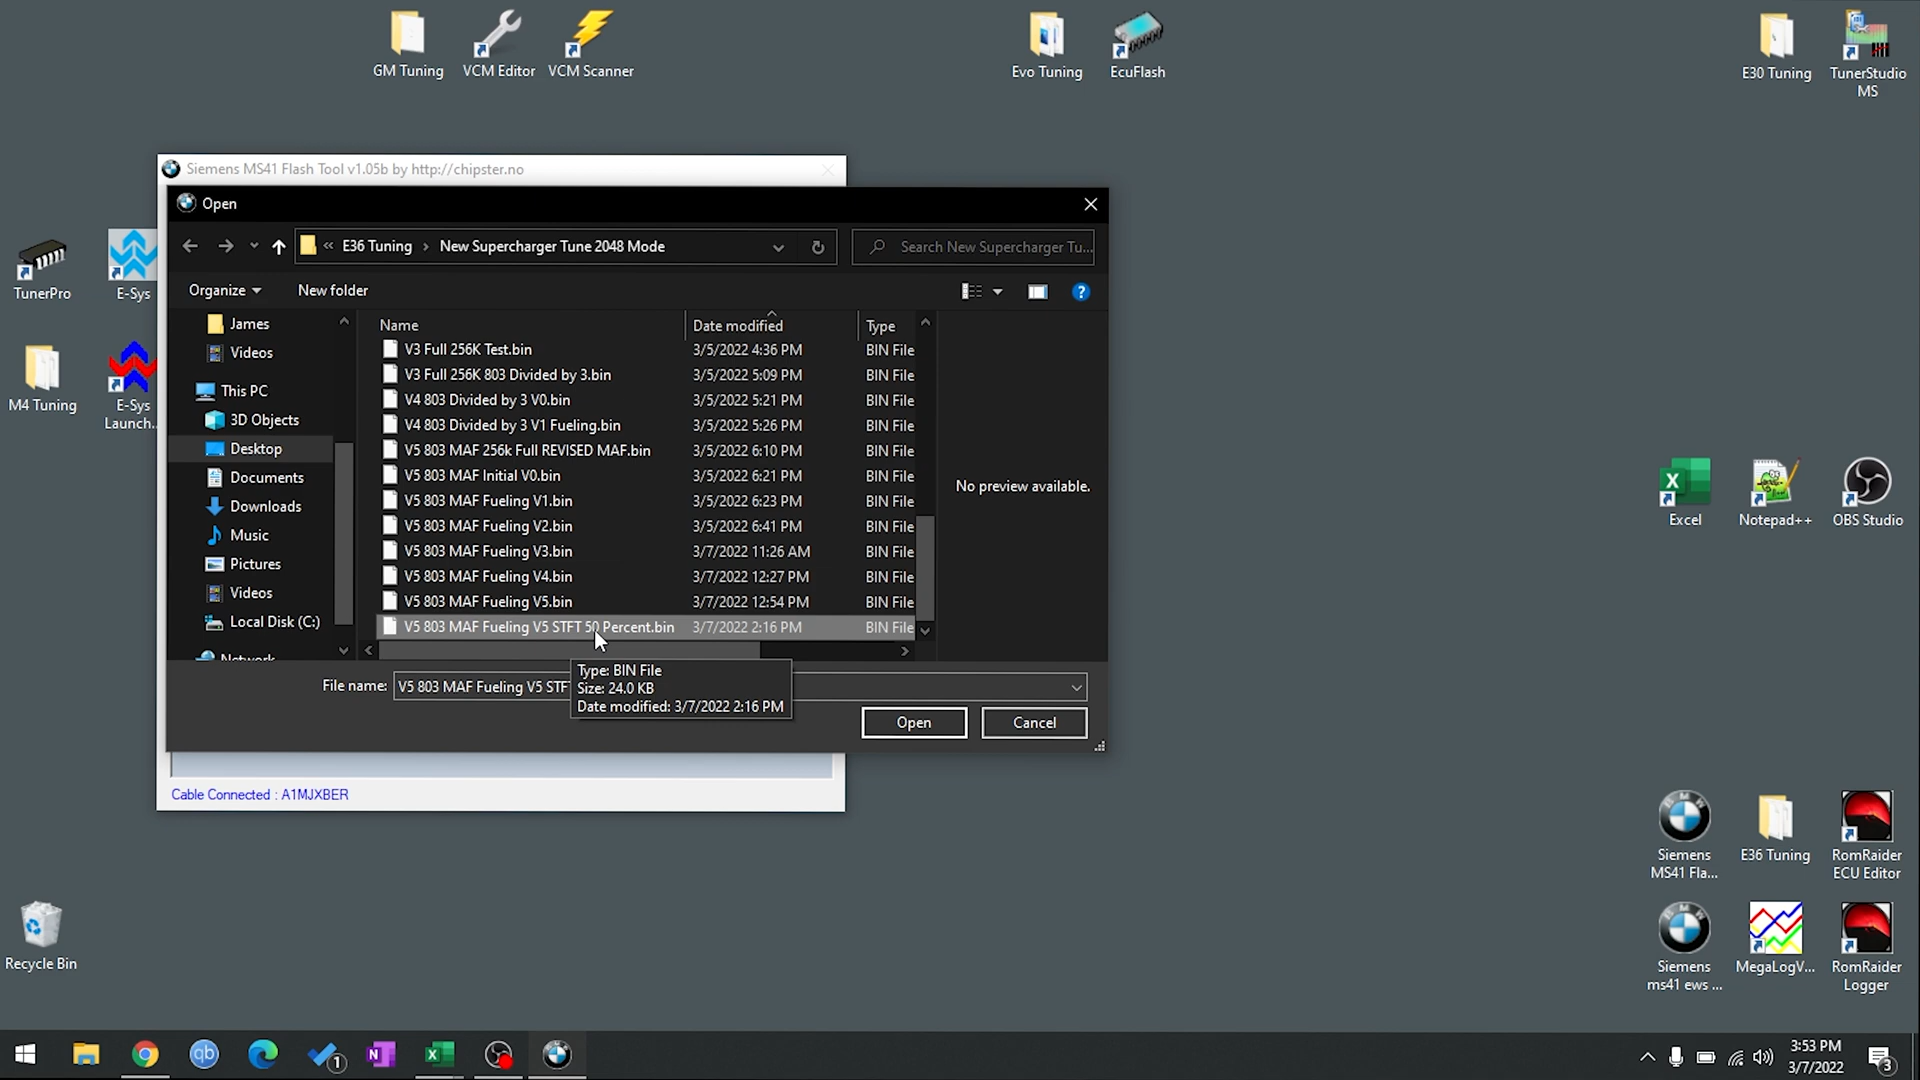 GM Tuning
VCM Editor
VCM Scanner
Evo Tuning
EcuFlash
E30 Tuning
TunerStudio
MS
Siemens MS41 Flash Tool v1.05b by http://chipster.no
Open
« E36 Tuning › New Supercharger Tune 2048 Mode
Search New Supercharger Tu...
Organize
New folder
TunerPro
E-Sys
M4 Tuning
E-Sys
Launch...
James
Videos
This PC
3D Objects
Desktop
Documents
Downloads
Music
Pictures
Videos
Local Disk (C:)
Network
Name Date modified Type
V3 Full 256K Test.bin 3/5/2022 4:36 PM BIN File
V3 Full 256K 803 Divided by 3.bin 3/5/2022 5:09 PM BIN File
V4 803 Divided by 3 V0.bin 3/5/2022 5:21 PM BIN File
V4 803 Divided by 3 V1 Fueling.bin 3/5/2022 5:26 PM BIN File
V5 803 MAF 256k Full REVISED MAF.bin 3/5/2022 6:10 PM BIN File
V5 803 MAF Initial V0.bin 3/5/2022 6:21 PM BIN File
V5 803 MAF Fueling V1.bin 3/5/2022 6:23 PM BIN File
V5 803 MAF Fueling V2.bin 3/5/2022 6:41 PM BIN File
V5 803 MAF Fueling V3.bin 3/7/2022 11:26 AM BIN File
V5 803 MAF Fueling V4.bin 3/7/2022 12:27 PM BIN File
V5 803 MAF Fueling V5.bin 3/7/2022 12:54 PM BIN File
V5 803 MAF Fueling V5 STFT 50 Percent.bin 3/7/2022 2:16 PM BIN File
No preview available.
File name: V5 803 MAF Fueling V5 STF
Type: BIN File
Size: 24.0 KB
Date modified: 3/7/2022 2:16 PM
Open
Cancel
Cable Connected : A1MJXBER
Excel
Notepad++
OBS Studio
Siemens
MS41 Fla...
E36 Tuning
RomRaider
ECU Editor
Siemens
ms41 ews ...
MegaLogV...
RomRaider
Logger
Recycle Bin
3:53 PM
3/7/2022
3